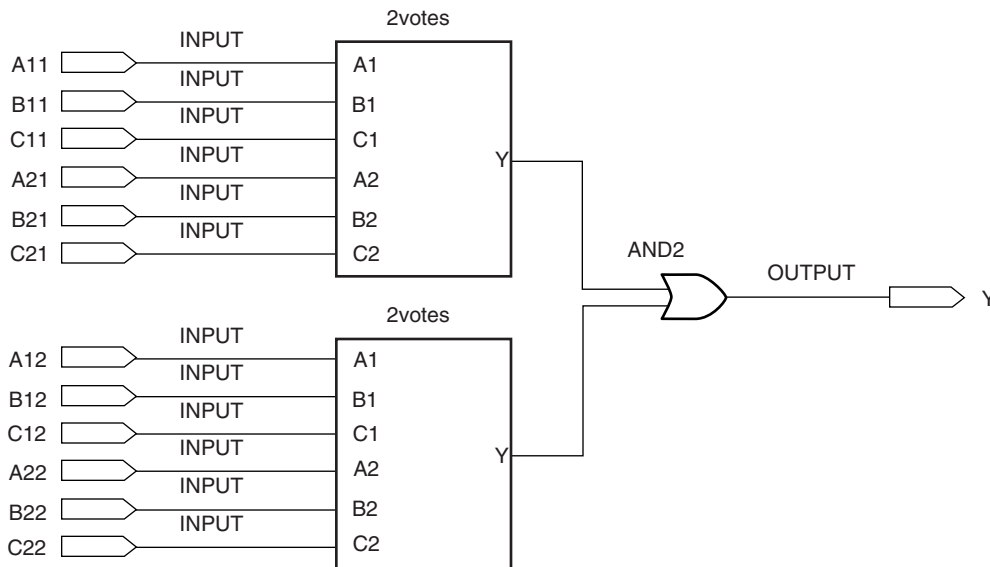 2votes
A11 INPUT A1
B11 INPUT B1
C11 INPUT C1
Y
A21 INPUT A2
B21 INPUT B2
C21 INPUT C2
AND2
OUTPUT
Y
2votes
A12 INPUT A1
B12 INPUT B1
C12 INPUT C1
Y
A22 INPUT A2
B22 INPUT B2
C22 INPUT C2